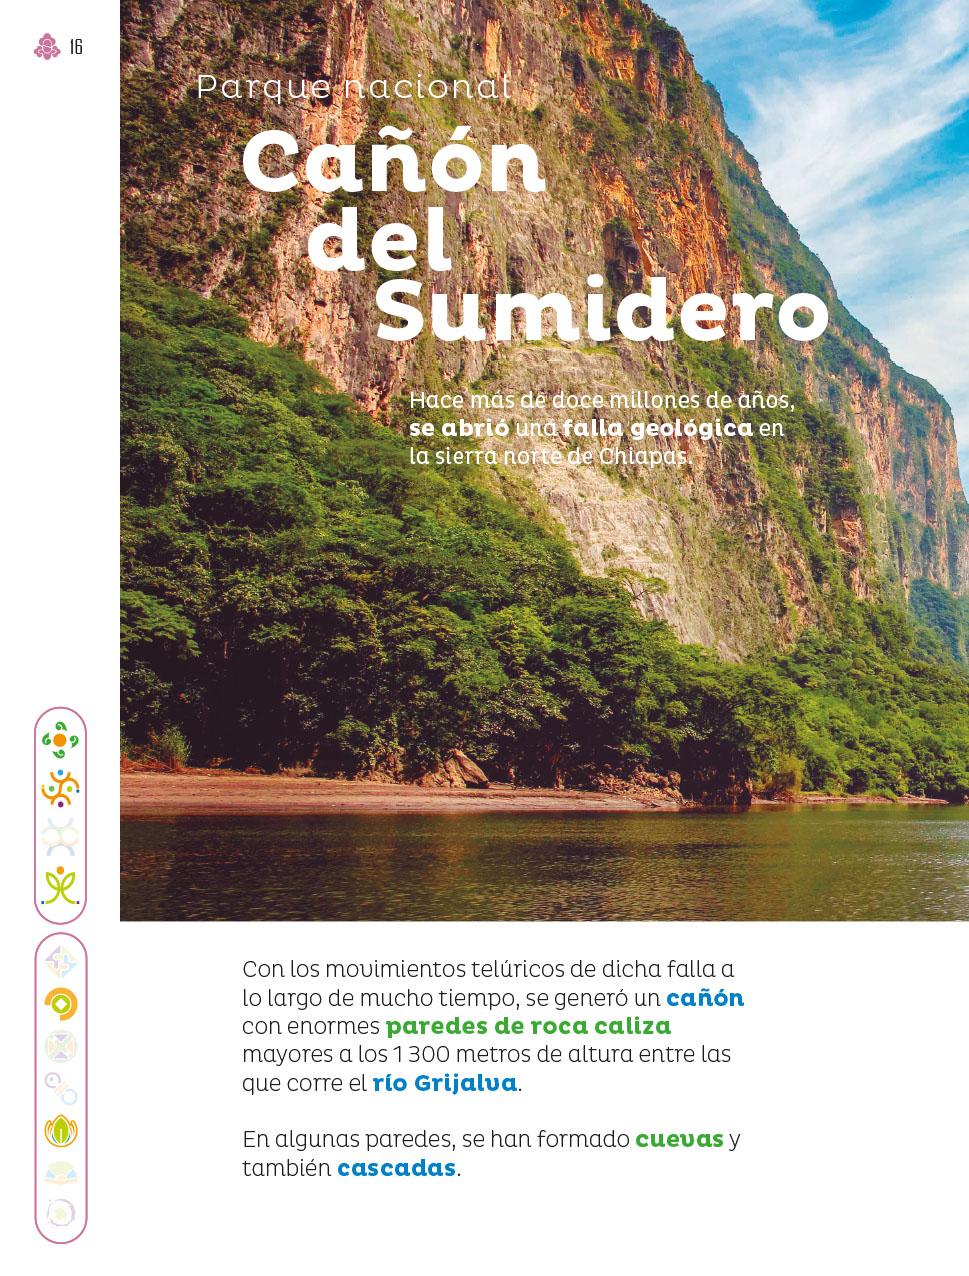 16
Parque nacional
Cañón
del
Sumidero
Hace más de doce millones de años,
se abrió una falla geológica en
la sierra norte de Chiapas.
Con los movimientos telúricos de dicha falla a
lo largo de mucho tiempo, se generó un cañón
con enormes paredes de roca caliza
mayores a los 1 300 metros de altura entre las
que corre el río Grijalva.
En algunas paredes, se han formado cuevas y
también cascadas.